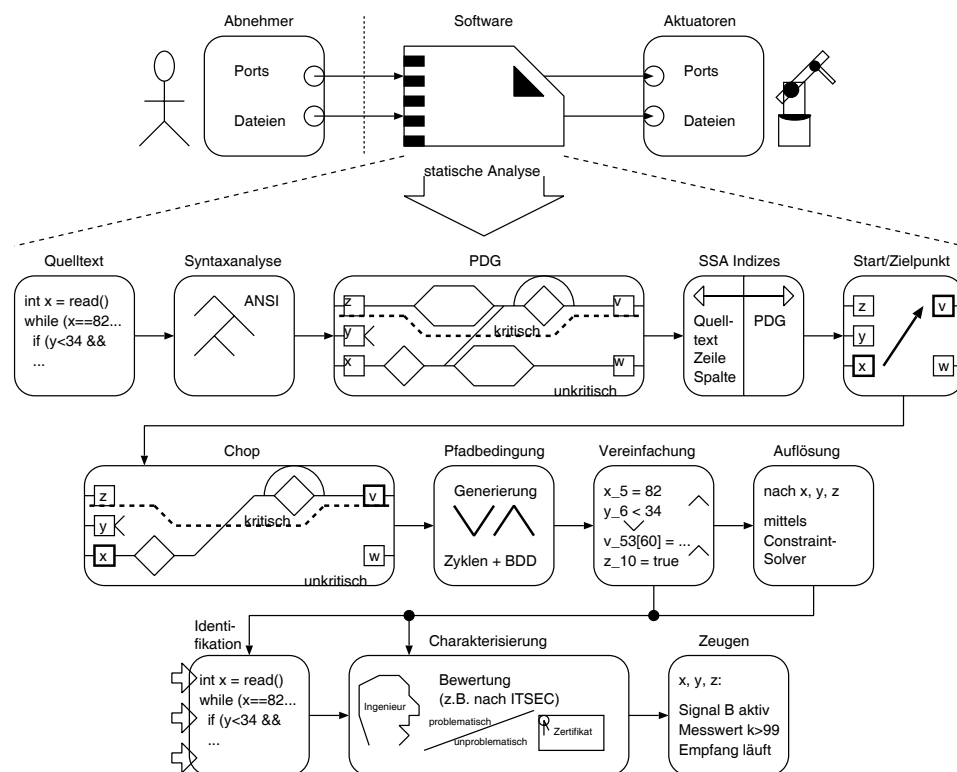 Abnehmer
Software
Aktuatoren
Ports
Dateien
Ports
Dateien
statische Analyse
Quelltext
Syntaxanalyse
PDG
SSA Indizes
Start/Zielpunkt
int x = read()
while (x==82...
if (y<34 &&
...
ANSI
z
y
x
kritisch
v
w
unkritisch
Quell-
text
Zeile
Spalte
PDG
z
y
x
v
w
Chop
Pfadbedingung
Vereinfachung
Auflösung
z
y
x
kritisch
v
w
unkritisch
Generierung
Zyklen + BDD
x_5 = 82
y_6 < 34
v_53[60] = ...
z_10 = true
nach x, y, z
mittels
Constraint-
Solver
Identi-
fikation
Charakterisierung
Zeugen
int x = read()
while (x==82...
if (y<34 &&
...
Ingenieur
Bewertung
(z.B. nach ITSEC)
problematisch
unproblematisch
Zertifikat
x, y, z:
Signal B aktiv
Messwert k>99
Empfang läuft